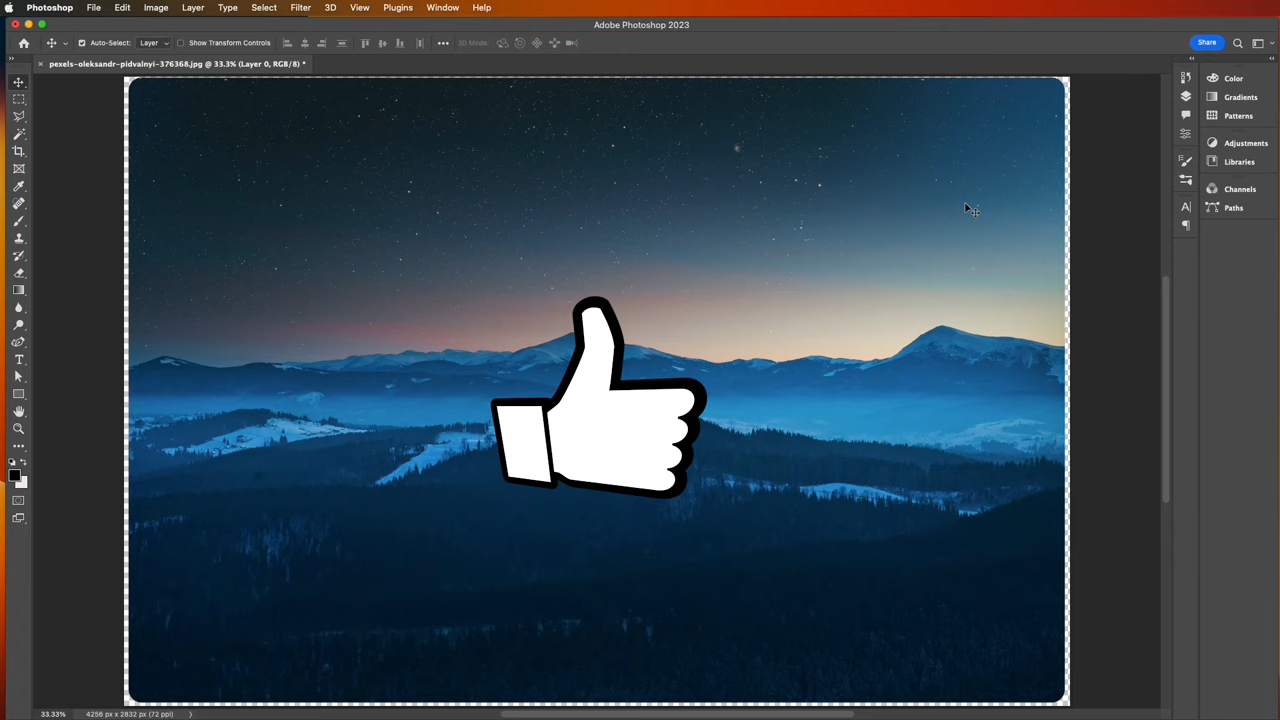 Photoshop File Edit Image Layer Type Select Filter 3D View Plugins Window Help
Adobe Photoshop 2023
Auto-Select: Layer Show Transform Controls 3D Mode: Share
pexels-oleksandr-pidvalnyi-376368.jpg @ 33.3% (Layer 0, RGB/8) *
Color
Gradients
Patterns
Adjustments
Libraries
Channels
Paths
33.33% 4256 px x 2832 px (72 ppi)